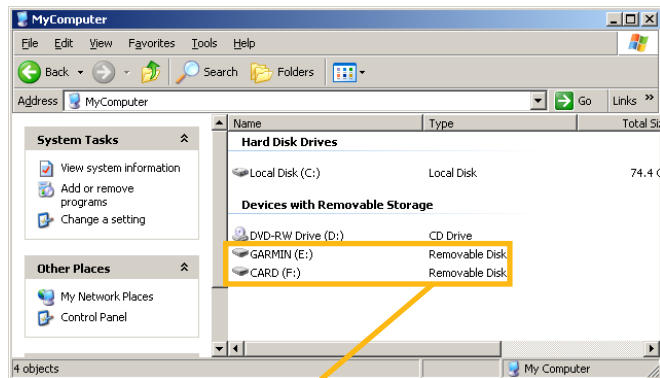 MyComputer
File Edit View Favorites Tools Help
Back Search Folders
Address MyComputer Go Links »
Name Type Total
System Tasks
View system information
Add or remove
programs
Change a setting
Other Places
My Network Places
Control Panel
Hard Disk Drives
Local Disk (C:) Local Disk 74.4
Devices with Removable Storage
DVD-RW Drive (D:) CD Drive
GARMIN (E:) Removable Disk
CARD (F:) Removable Disk
4 objects My Computer